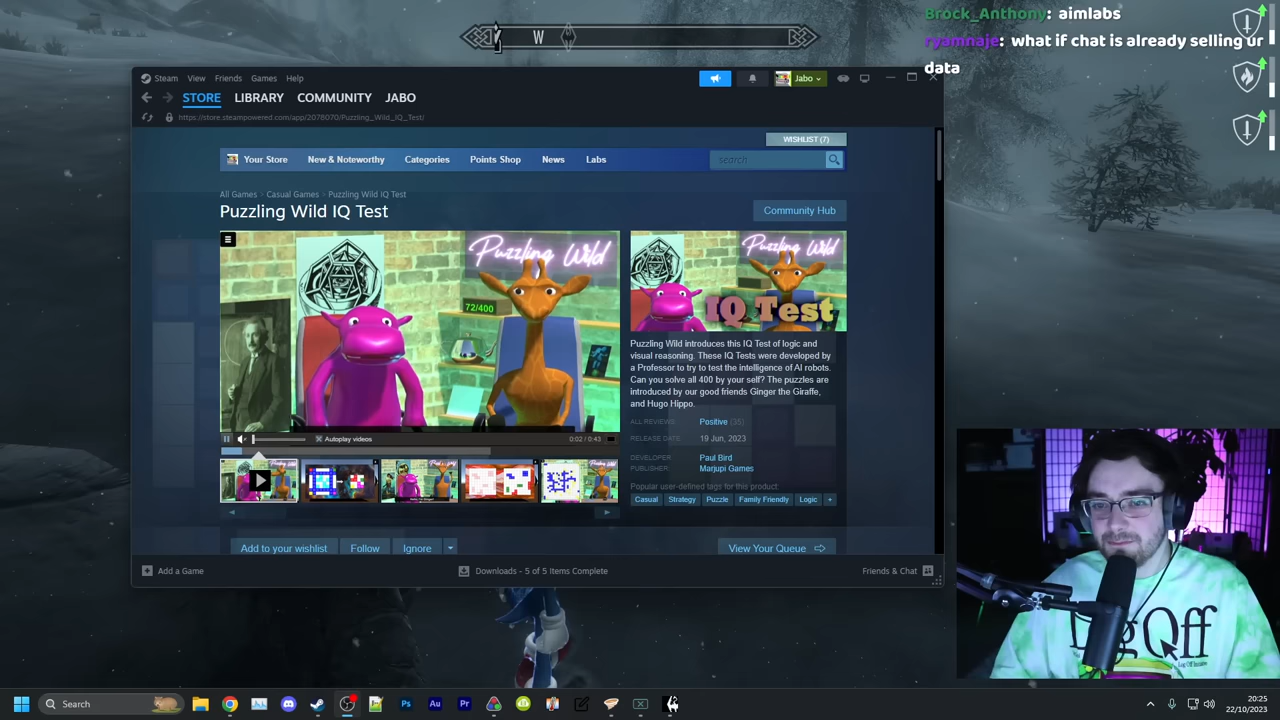 Brock_Anthony: aimlabs
ryamnaje: what if chat is already selling ur
data
W
Steam View Friends Games Help
Jabo
STORE LIBRARY COMMUNITY JABO
https://store.steampowered.com/app/2078070/Puzzling_Wild_IQ_Test/
WISHLIST (7)
Your Store New & Noteworthy Categories Points Shop News Labs
search
All Games > Casual Games > Puzzling Wild IQ Test
Puzzling Wild IQ Test
Community Hub
Puzzling Wild
72/400
Puzzling Wild
IQ Test
Puzzling Wild introduces this IQ Test of logic and
visual reasoning. These IQ Tests were developed by
a Professor to try to test the intelligence of AI robots.
Can you solve all 400 by your self? The puzzles are
introduced by our good friends Ginger the Giraffe,
and Hugo Hippo.
ALL REVIEWS: Positive (35)
RELEASE DATE: 19 Jun, 2023
DEVELOPER: Paul Bird
PUBLISHER: Marjupi Games
Popular user-defined tags for this product:
Casual Strategy Puzzle Family Friendly Logic +
Autoplay videos
0:02 / 0:43
Add to your wishlist Follow Ignore
View Your Queue
Add a Game
Downloads - 5 of 5 Items Complete
Friends & Chat
Log Off
Search
Ps Au Pr
20:25
22/10/2023